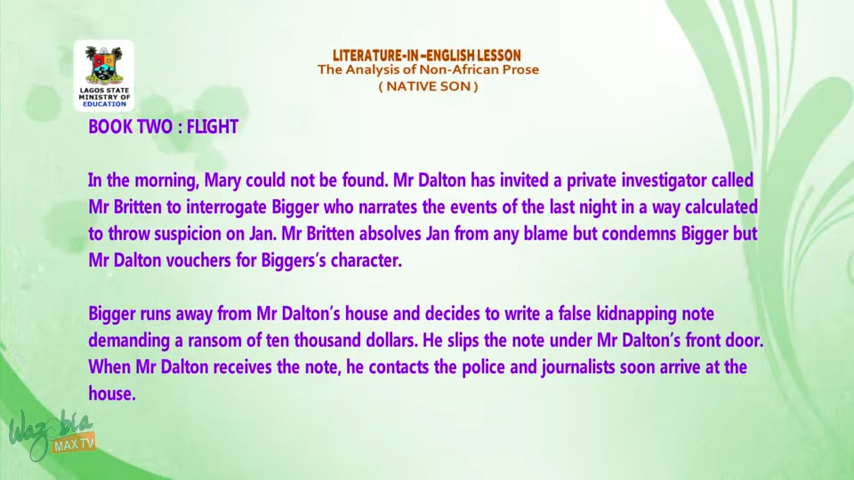 LITERATURE-IN –ENGLISH LESSON
The Analysis of Non-African Prose
( NATIVE SON )
LAGOS STATE
MINISTRY OF
EDUCATION
BOOK TWO : FLIGHT
In the morning, Mary could not be found. Mr Dalton has invited a private investigator called
Mr Britten to interrogate Bigger who narrates the events of the last night in a way calculated
to throw suspicion on Jan. Mr Britten absolves Jan from any blame but condemns Bigger but
Mr Dalton vouchers for Biggers’s character.
Bigger runs away from Mr Dalton’s house and decides to write a false kidnapping note
demanding a ransom of ten thousand dollars. He slips the note under Mr Dalton’s front door.
When Mr Dalton receives the note, he contacts the police and journalists soon arrive at the
house.
Wazobia
MAX TV